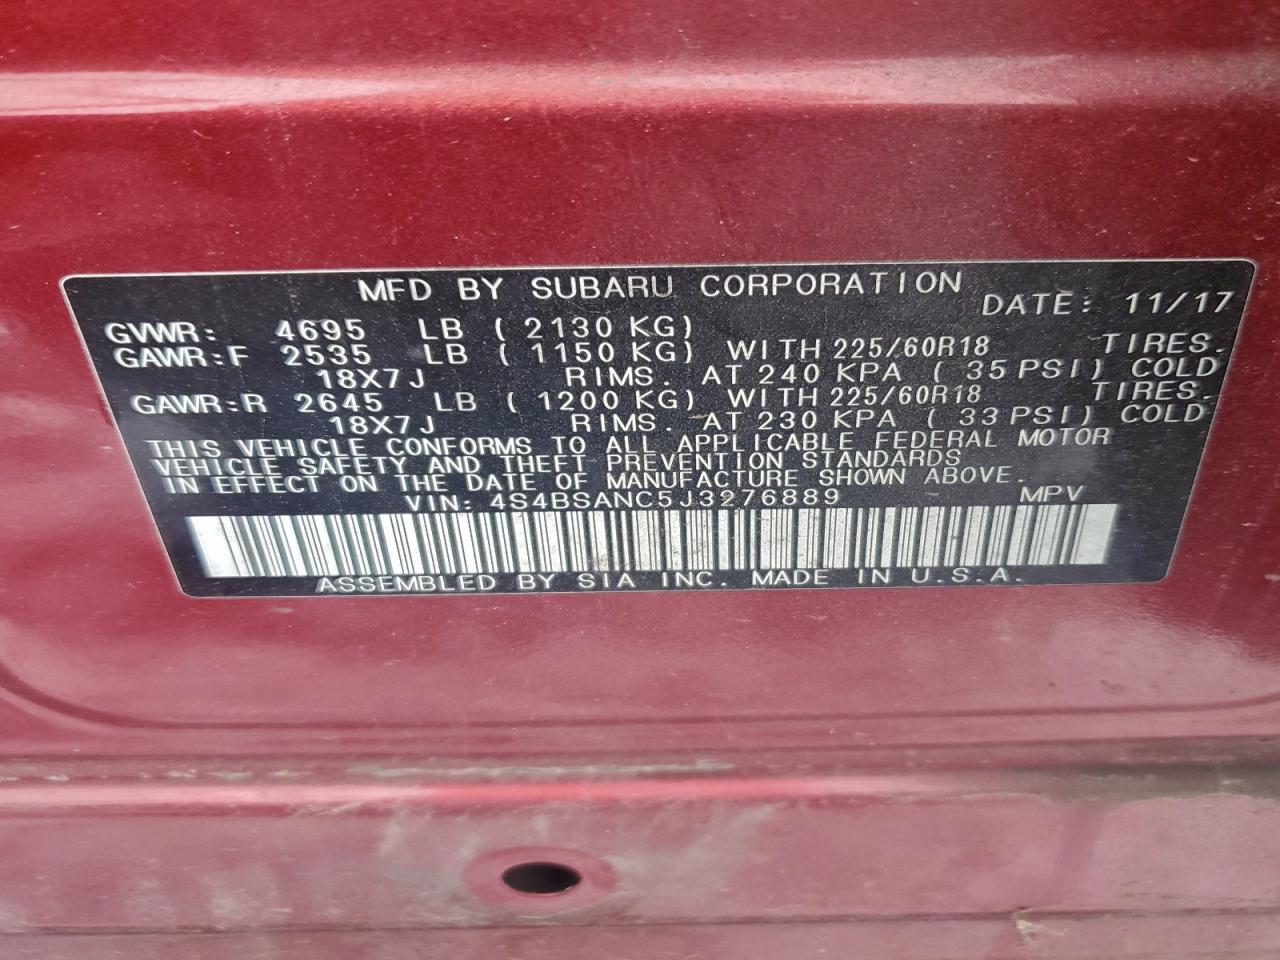 MFD BY SUBARU CORPORATION
DATE: 11/17
GVWR: 4695 LB ( 2130 KG)
GAWR:F 2535 LB ( 1150 KG) WITH 225/60R18 TIRES.
18X7J RIMS. AT 240 KPA ( 35 PSI) COLD
GAWR:R 2645 LB ( 1200 KG) WITH 225/60R18 TIRES.
18X7J RIMS. AT 230 KPA ( 33 PSI) COLD
THIS VEHICLE CONFORMS TO ALL APPLICABLE FEDERAL MOTOR
VEHICLE SAFETY AND THEFT PREVENTION STANDARDS
IN EFFECT ON THE DATE OF MANUFACTURE SHOWN ABOVE.
VIN: 4S4BSANC5J3276889 MPV
ASSEMBLED BY SIA INC. MADE IN U.S.A.